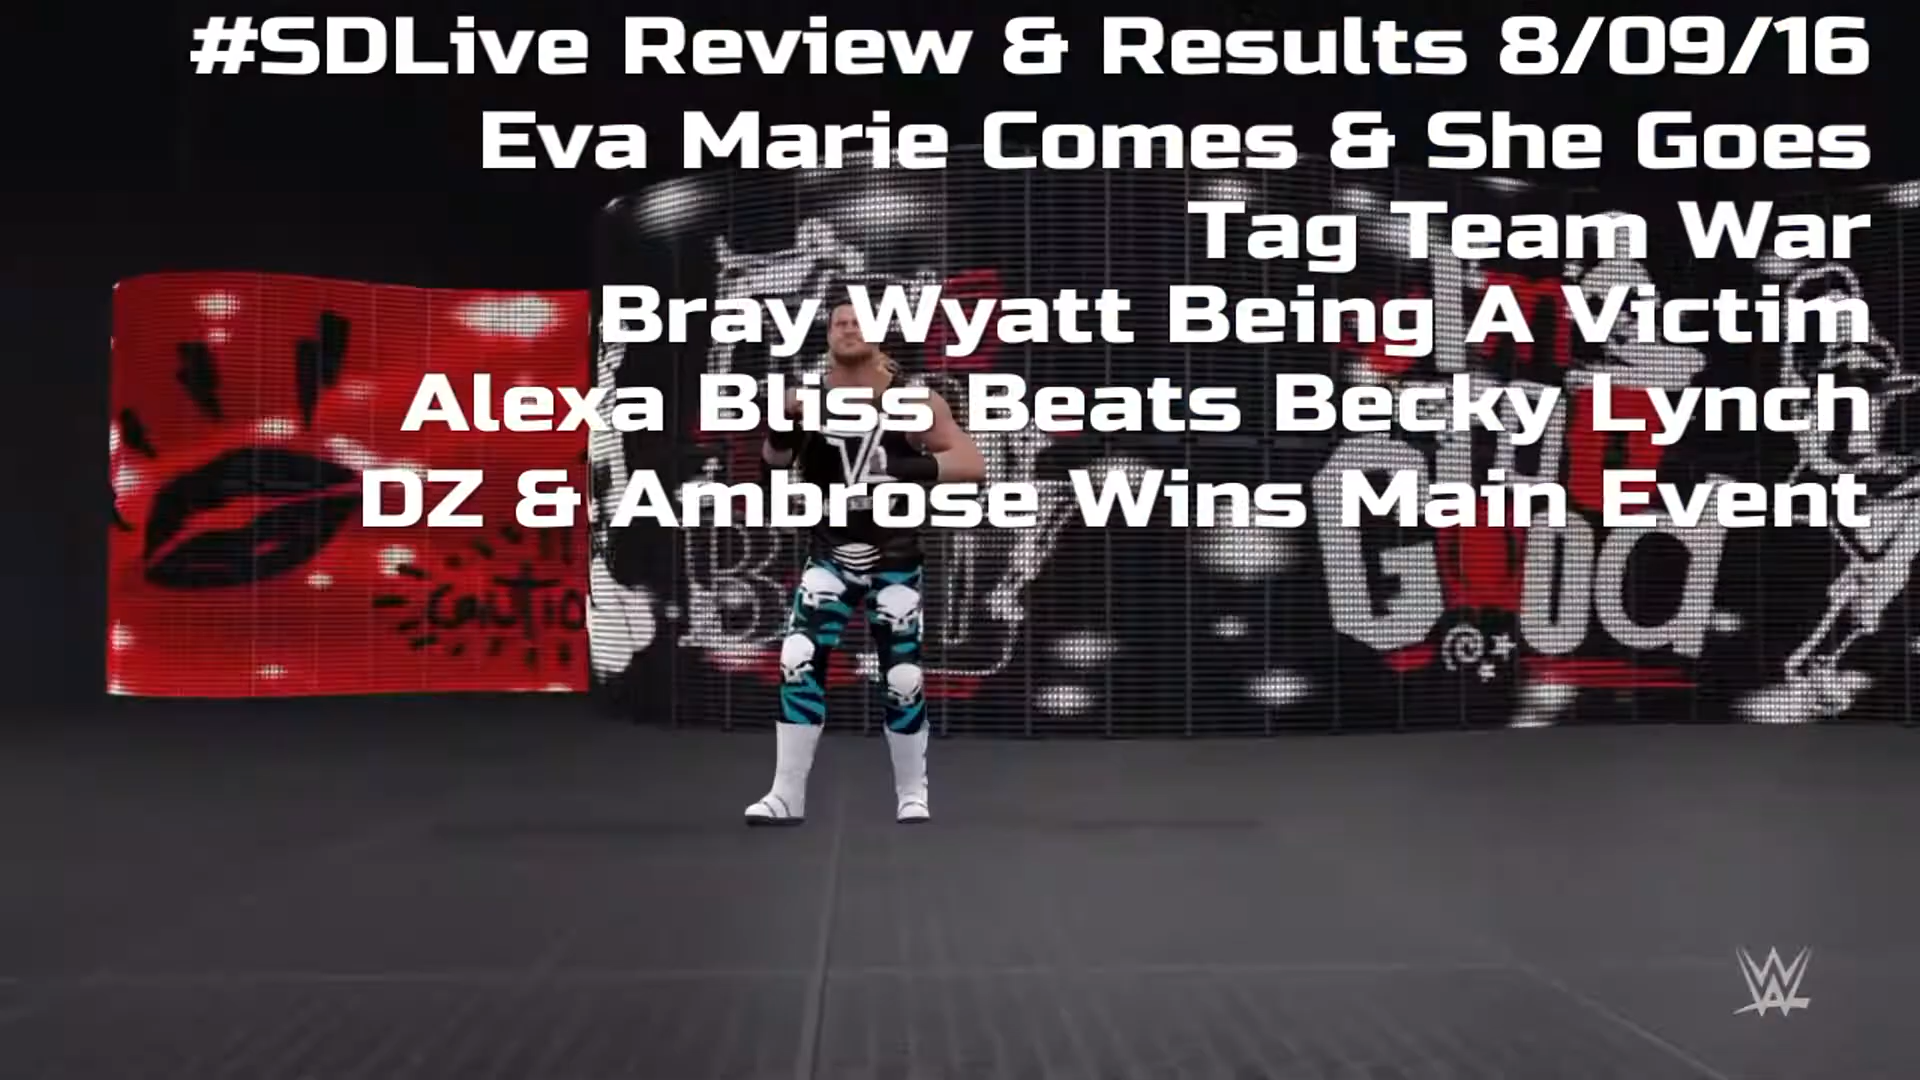 #SDLive Review & Results 8/09/16
Eva Marie Comes & She Goes
Tag Team War
Bray Wyatt Being A Victim
Alexa Bliss Beats Becky Lynch
DZ & Ambrose Wins Main Event